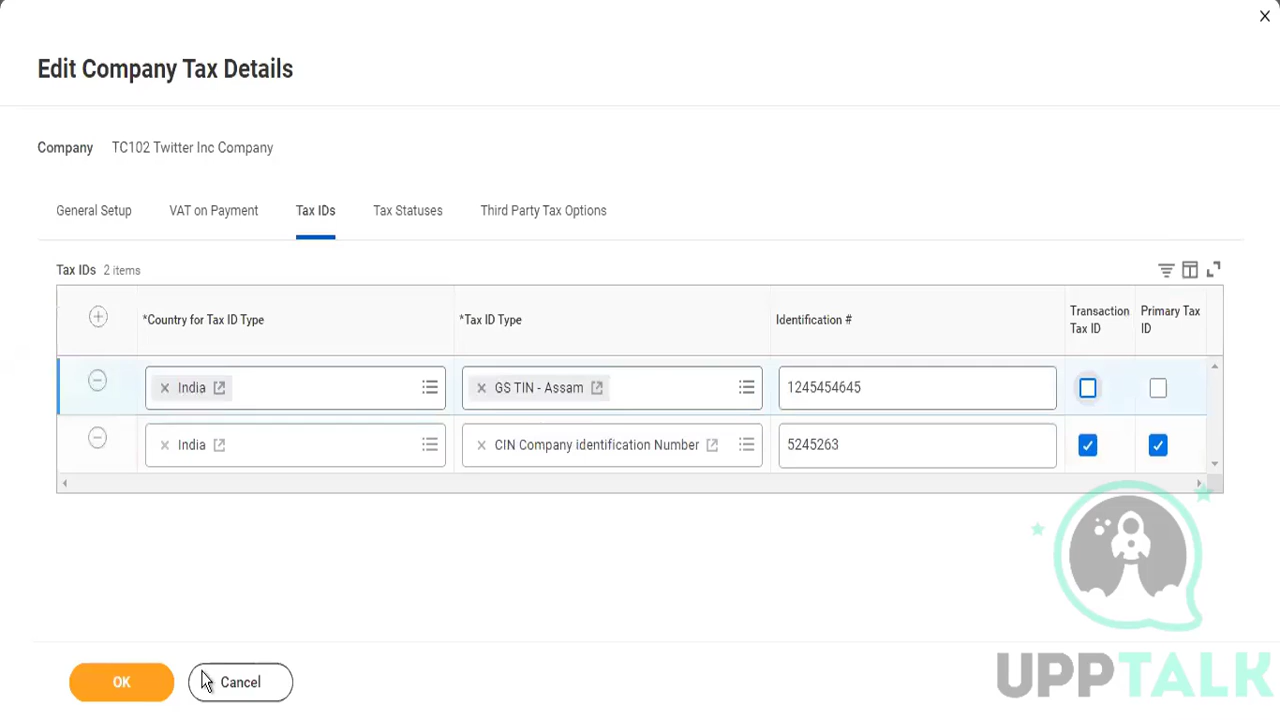 Edit Company Tax Details
Company TC102 Twitter Inc Company
General Setup VAT on Payment Tax IDs Tax Statuses Third Party Tax Options
Tax IDs 2 items
*Country for Tax ID Type *Tax ID Type Identification # Transaction Tax ID Primary Tax ID
India GS TIN - Assam 1245454645
India CIN Company identification Number 5245263
OK Cancel
UPPTALK